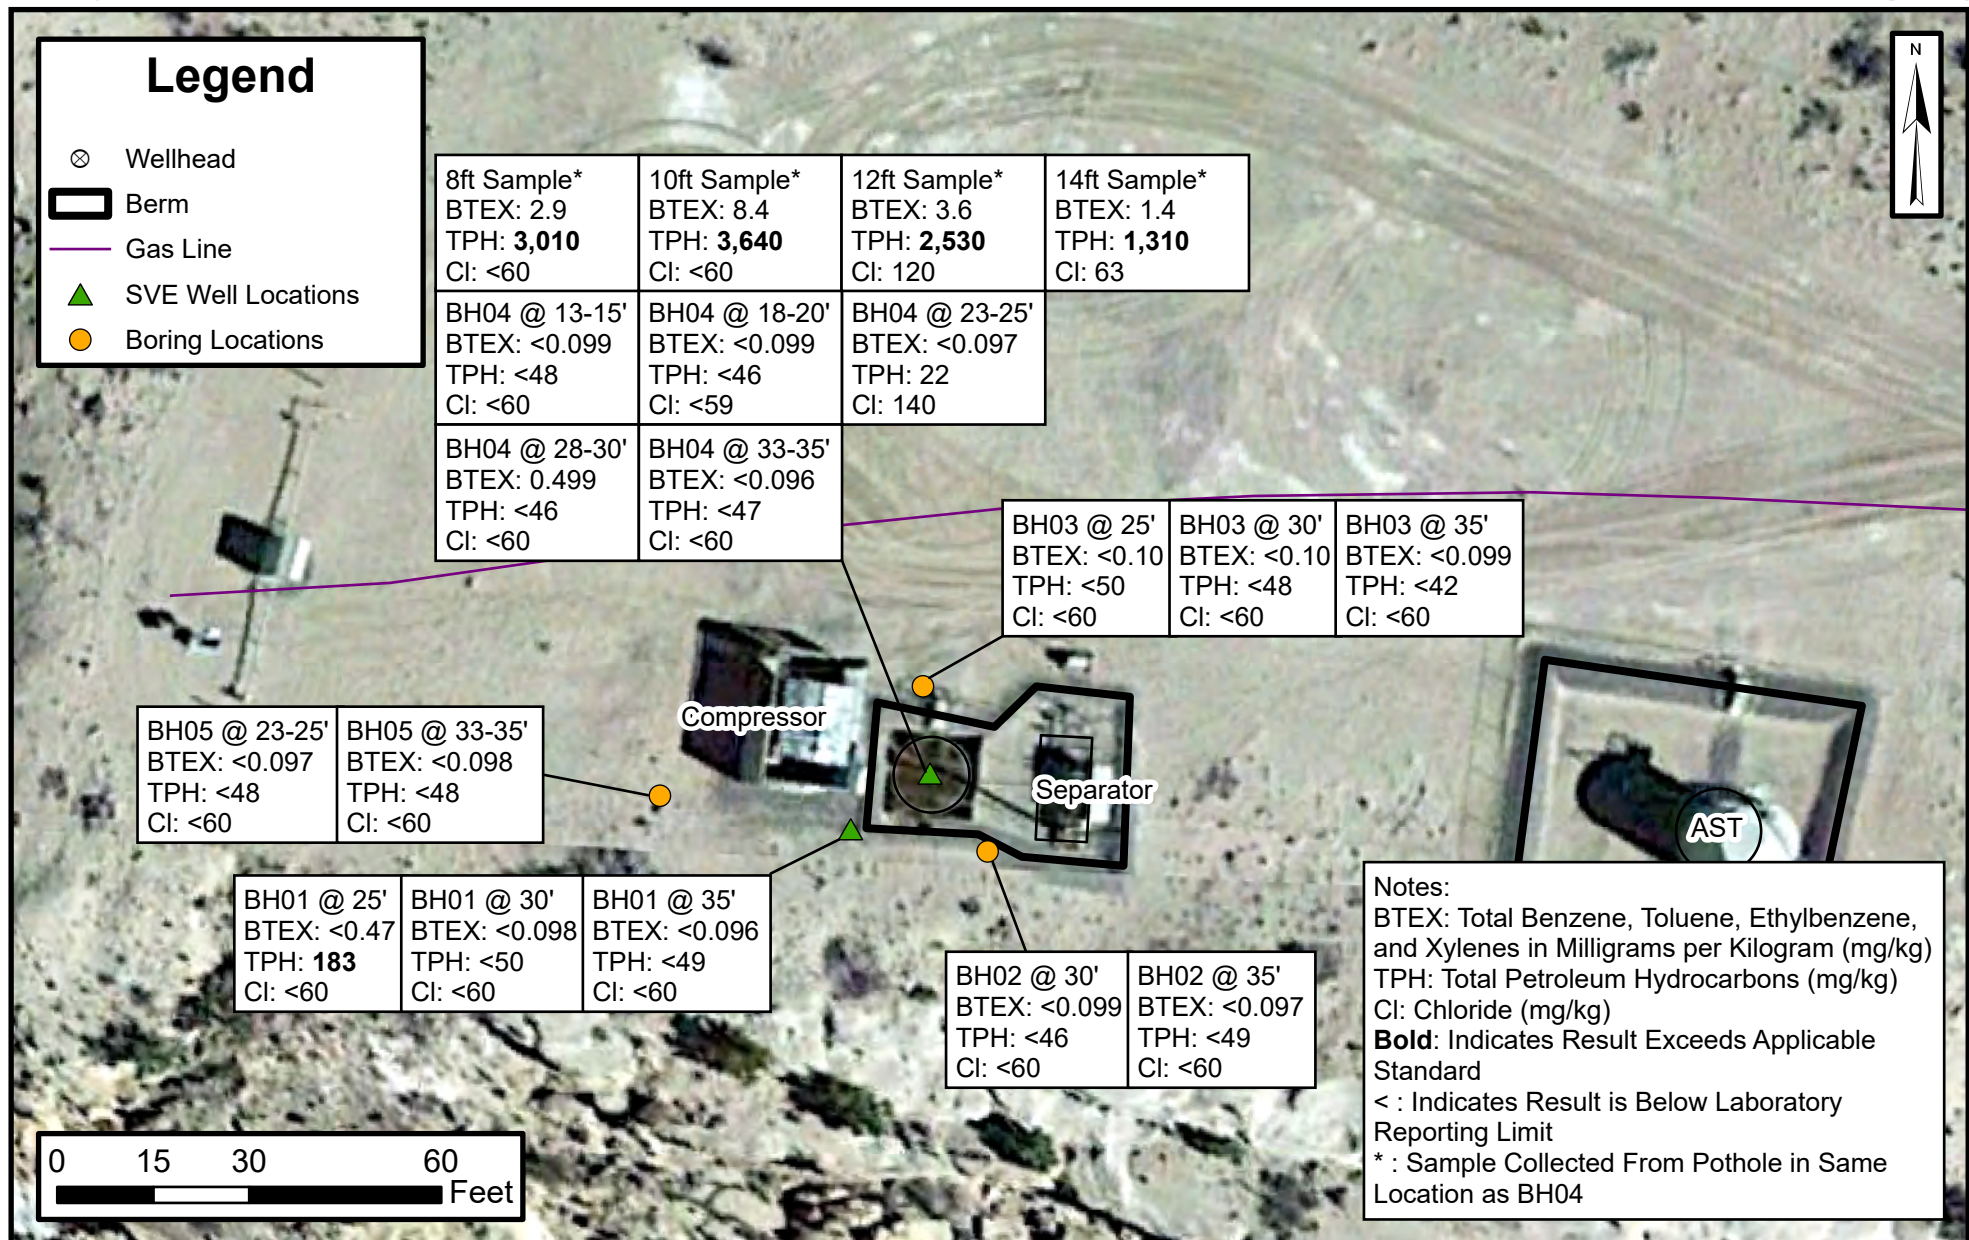 Legend
Wellhead
Berm
Gas Line
SVE Well Locations
Boring Locations
N
8ft Sample*
BTEX: 2.9
TPH: 3,010
Cl: <60
10ft Sample*
BTEX: 8.4
TPH: 3,640
Cl: <60
12ft Sample*
BTEX: 3.6
TPH: 2,530
Cl: 120
14ft Sample*
BTEX: 1.4
TPH: 1,310
Cl: 63
BH04 @ 13-15'
BTEX: <0.099
TPH: <48
Cl: <60
BH04 @ 18-20'
BTEX: <0.099
TPH: <46
Cl: <59
BH04 @ 23-25'
BTEX: <0.097
TPH: 22
Cl: 140
BH04 @ 28-30'
BTEX: 0.499
TPH: <46
Cl: <60
BH04 @ 33-35'
BTEX: <0.096
TPH: <47
Cl: <60
BH03 @ 25'
BTEX: <0.10
TPH: <50
Cl: <60
BH03 @ 30'
BTEX: <0.10
TPH: <48
Cl: <60
BH03 @ 35'
BTEX: <0.099
TPH: <42
Cl: <60
Compressor
Separator
AST
BH05 @ 23-25'
BTEX: <0.097
TPH: <48
Cl: <60
BH05 @ 33-35'
BTEX: <0.098
TPH: <48
Cl: <60
BH01 @ 25'
BTEX: <0.47
TPH: 183
Cl: <60
BH01 @ 30'
BTEX: <0.098
TPH: <50
Cl: <60
BH01 @ 35'
BTEX: <0.096
TPH: <49
Cl: <60
BH02 @ 30'
BTEX: <0.099
TPH: <46
Cl: <60
BH02 @ 35'
BTEX: <0.097
TPH: <49
Cl: <60
Notes:
BTEX: Total Benzene, Toluene, Ethylbenzene,
and Xylenes in Milligrams per Kilogram (mg/kg)
TPH: Total Petroleum Hydrocarbons (mg/kg)
Cl: Chloride (mg/kg)
Bold: Indicates Result Exceeds Applicable
Standard
< : Indicates Result is Below Laboratory
Reporting Limit
* : Sample Collected From Pothole in Same
Location as BH04
0 15 30 60
Feet